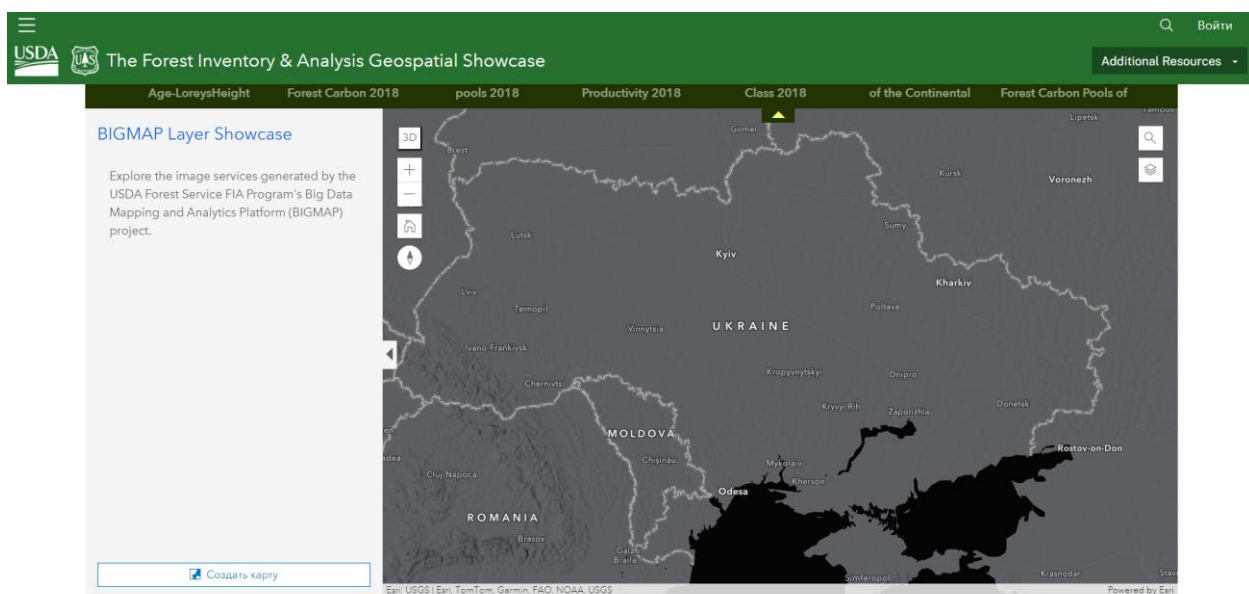 Войти
USDA
UAS
The Forest Inventory & Analysis Geospatial Showcase
Additional Resources
Age-LoreysHeight Forest Carbon 2018 pools 2018 Productivity 2018 Class 2018 of the Continental Forest Carbon Pools of
BIGMAP Layer Showcase
Explore the image services generated by the
USDA Forest Service FIA Program's Big Data
Mapping and Analytics Platform (BIGMAP)
project.
Создать карту
3D
Tambov
Lipetsk
Gomel
Brest
Kursk
Voronezh
Lutsk
Sumy
Kyiv
Kharkiv
Lviv
Ternopil
Poltava
Vinnytsia
UKRAINE
Ivano-Frankivsk
Kropyvnytskyi
Dnipro
Chernivtsi
Kryvyi Rih
Zaporizhia
Donetsk
MOLDOVA
Rostov-on-Don
Chișinău
Mykolaiv
Cluj-Napoca
Kherson
Odesa
ROMANIA
Brasov
Galati
Braila
Simferopol
Krasnodar
Stav
Esri, USGS | Esri, TomTom, Garmin, FAO, NOAA, USGS
Powered by Esri